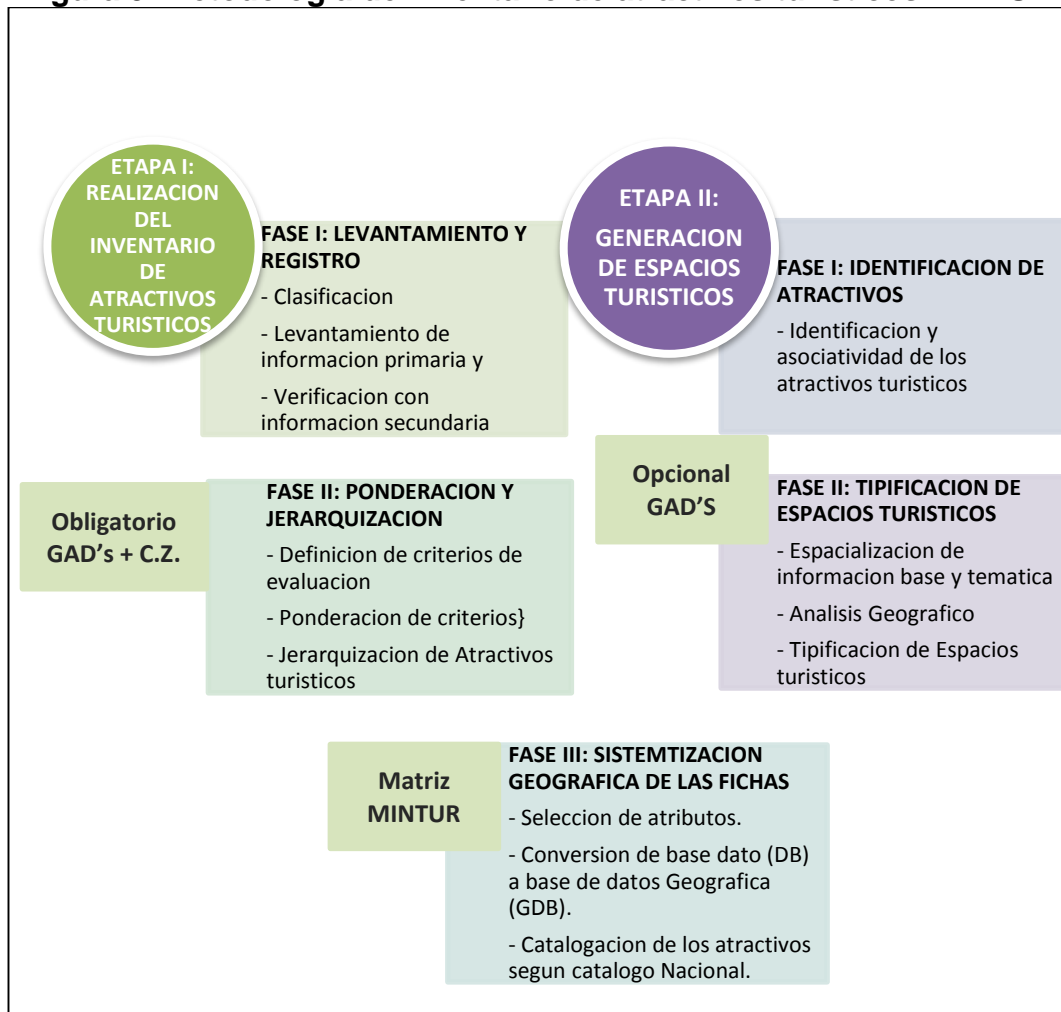 ETAPA I:
REALIZACION
DEL
INVENTARIO
DE
ATRACTIVOS
TURISTICOS
FASE I: LEVANTAMIENTO Y
REGISTRO
- Clasificacion
- Levantamiento de
informacion primaria y
- Verificacion con
informacion secundaria
Obligatorio
GAD's + C.Z.
FASE II: PONDERACION Y
JERARQUIZACION
- Definicion de criterios de
evaluacion
- Ponderacion de criterios}
- Jerarquizacion de Atractivos
turisticos
ETAPA II:
GENERACION
DE ESPACIOS
TURISTICOS
FASE I: IDENTIFICACION DE
ATRACTIVOS
- Identificacion y
asociatividad de los
atractivos turisticos
Opcional
GAD'S
FASE II: TIPIFICACION DE
ESPACIOS TURISTICOS
- Espacializacion de
informacion base y tematica
- Analisis Geografico
- Tipificacion de Espacios
turisticos
Matriz
MINTUR
FASE III: SISTEMTIZACION
GEOGRAFICA DE LAS FICHAS
- Seleccion de atributos.
- Conversion de base dato (DB)
a base de datos Geografica
(GDB).
- Catalogacion de los atractivos
segun catalogo Nacional.